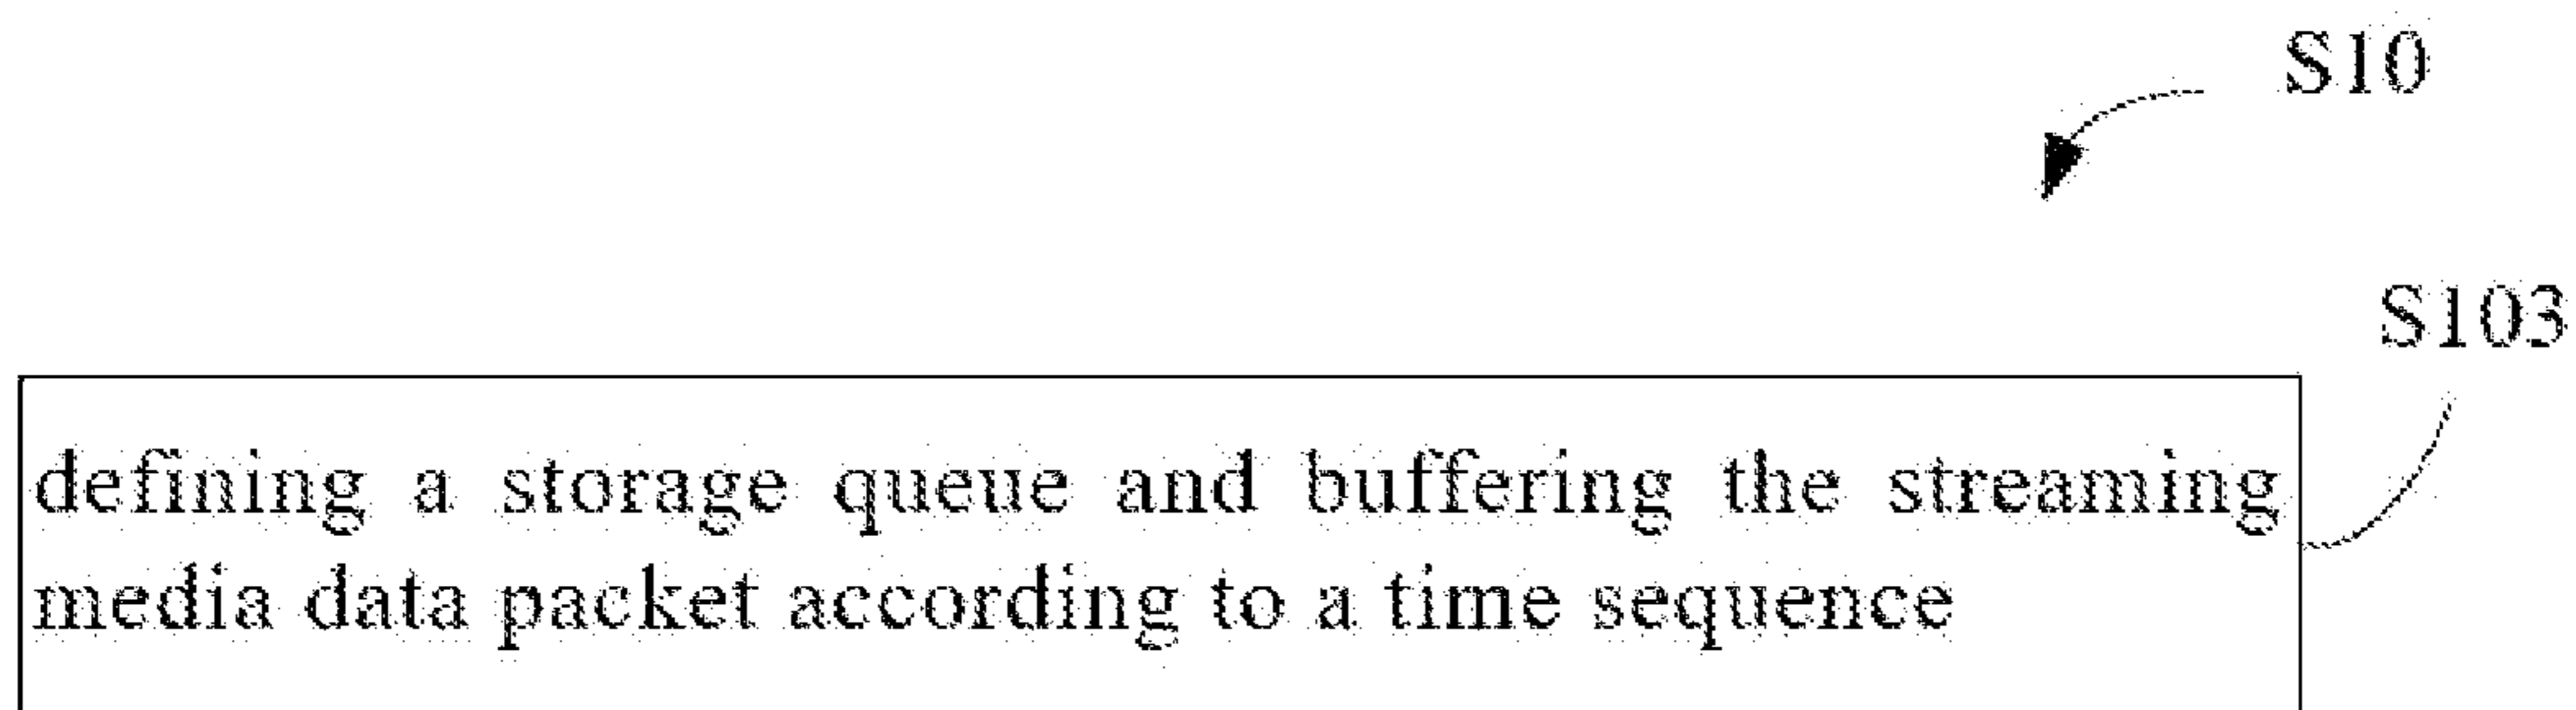 S10
S103
defining a storage queue and buffering the streaming
media data packet according to a time sequence